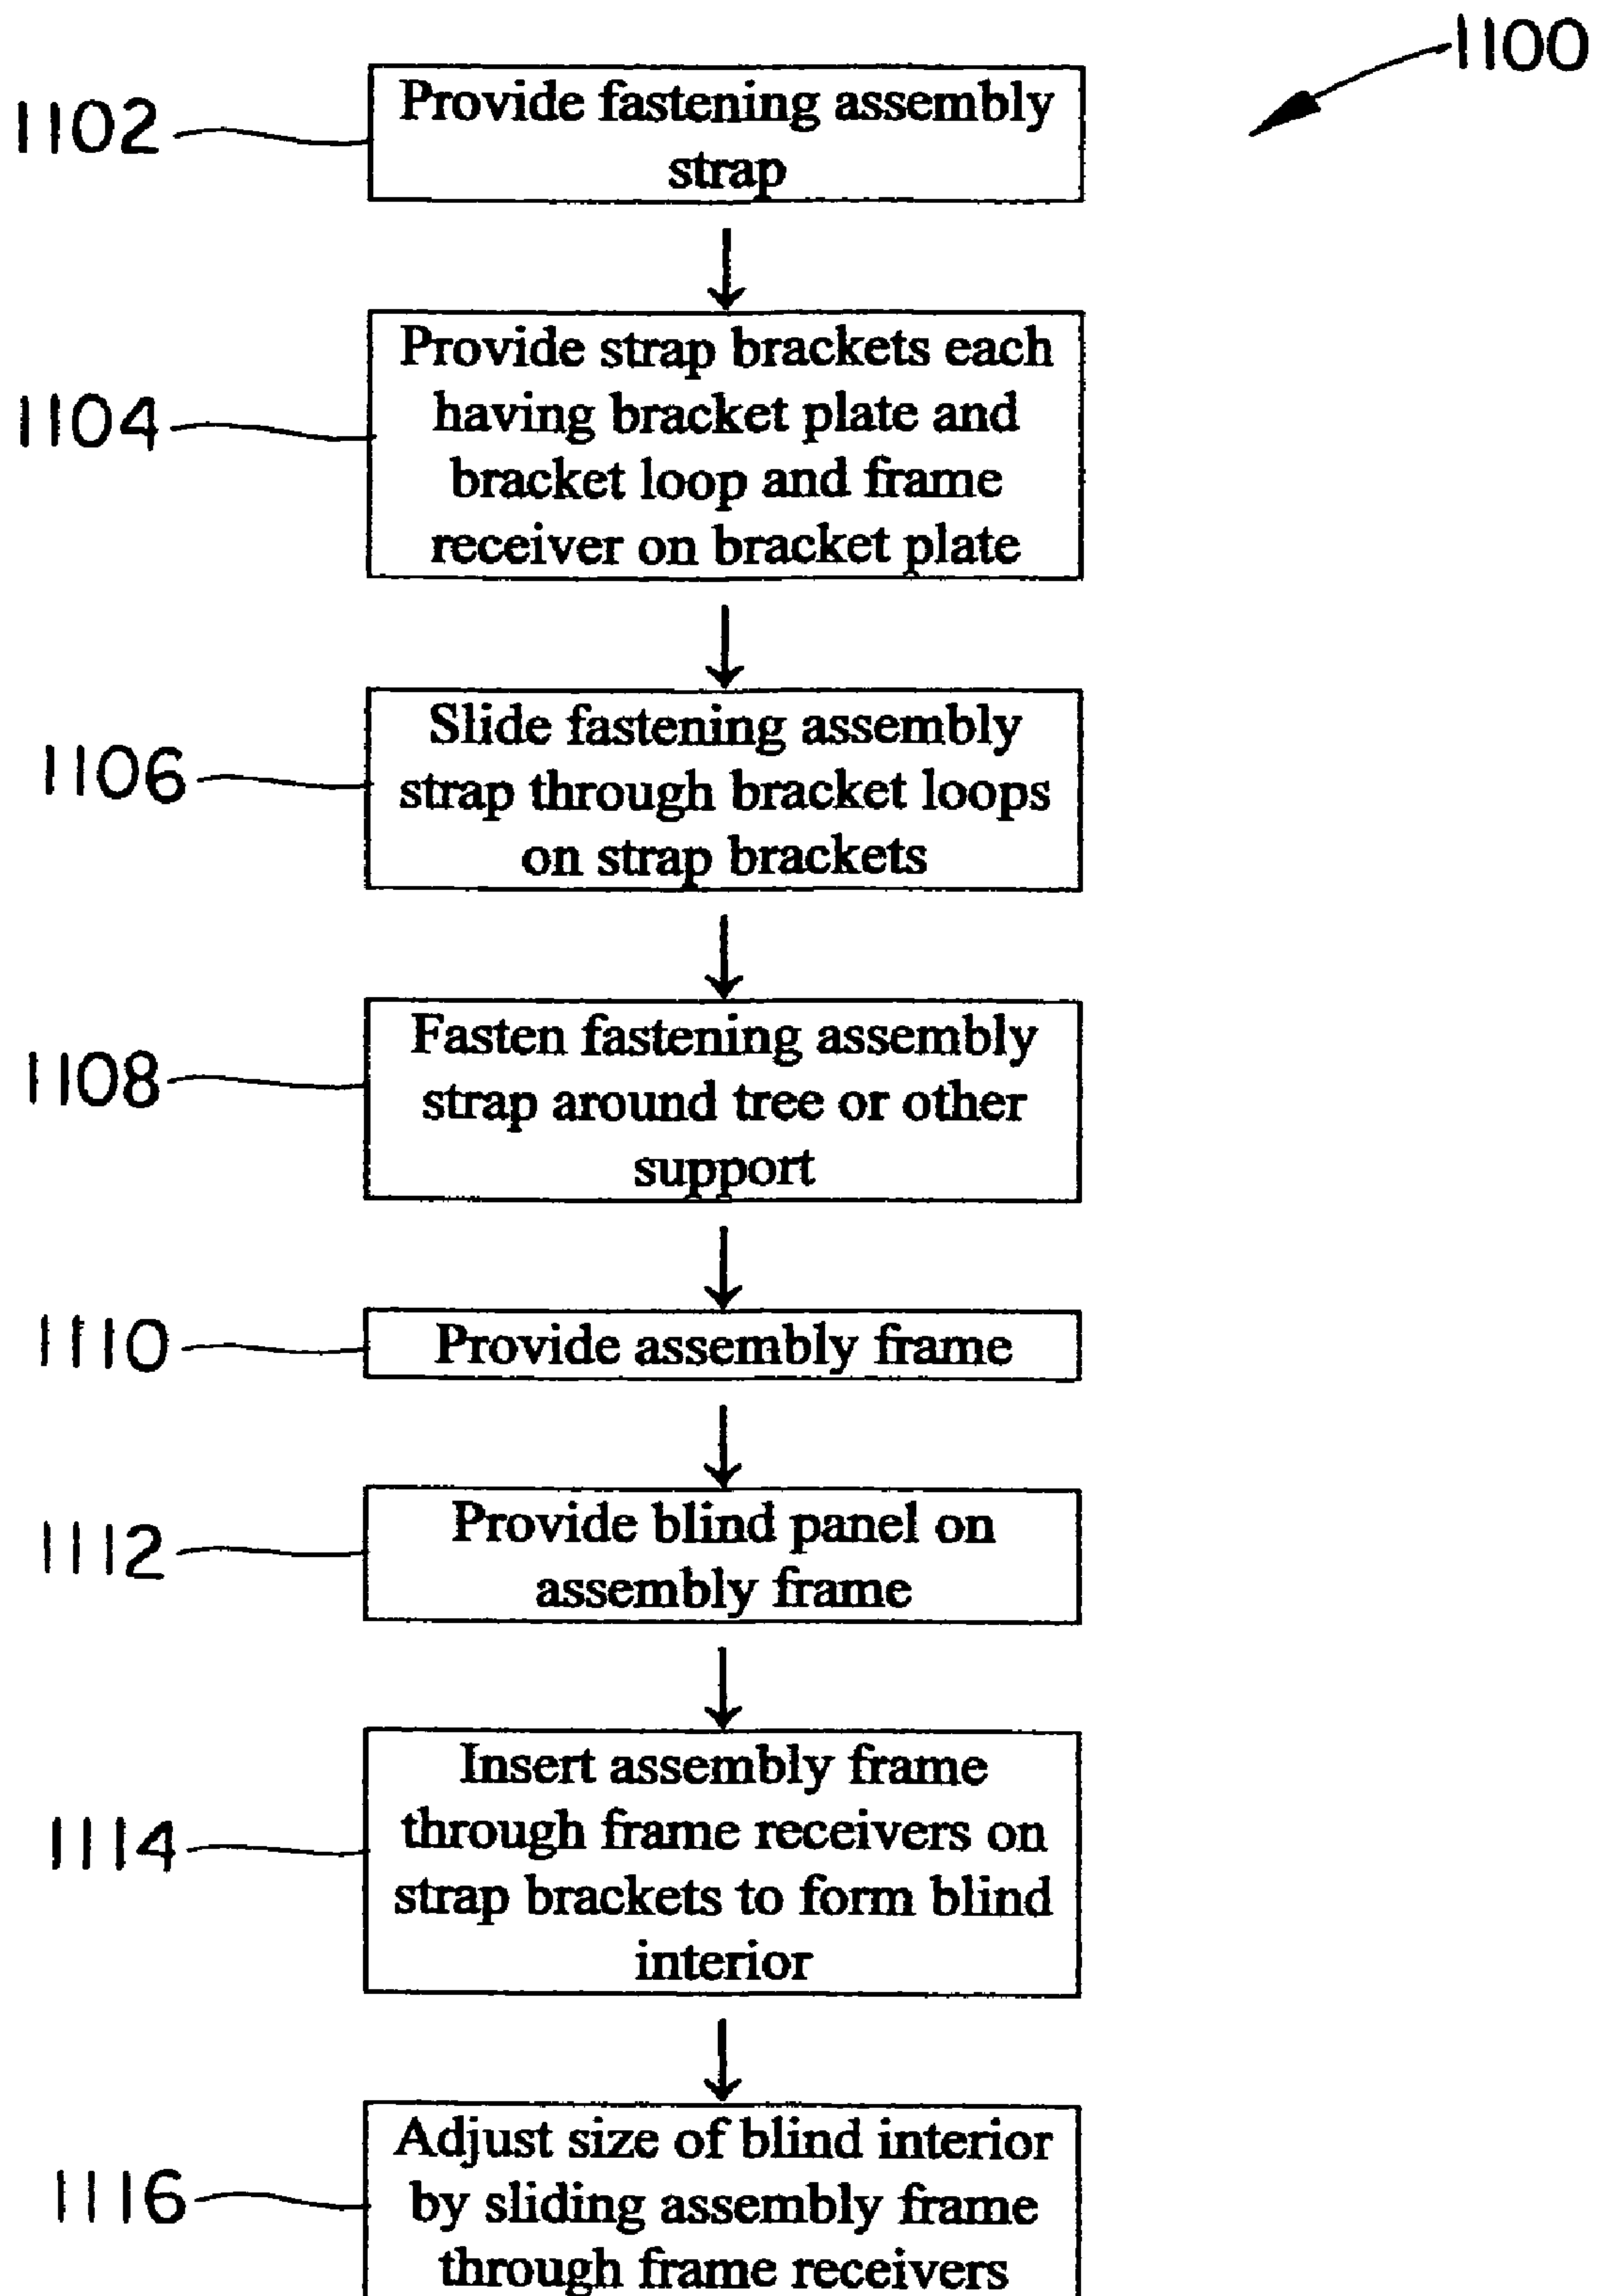 1100
1102
Provide fastening assembly
strap
1104
Provide strap brackets each
having bracket plate and
bracket loop and frame
receiver on bracket plate
1106
Slide fastening assembly
strap through bracket loops
on strap brackets
1108
Fasten fastening assembly
strap around tree or other
support
1110
Provide assembly frame
1112
Provide blind panel on
assembly frame
1114
Insert assembly frame
through frame receivers on
strap brackets to form blind
interior
1116
Adjust size of blind interior
by sliding assembly frame
through frame receivers